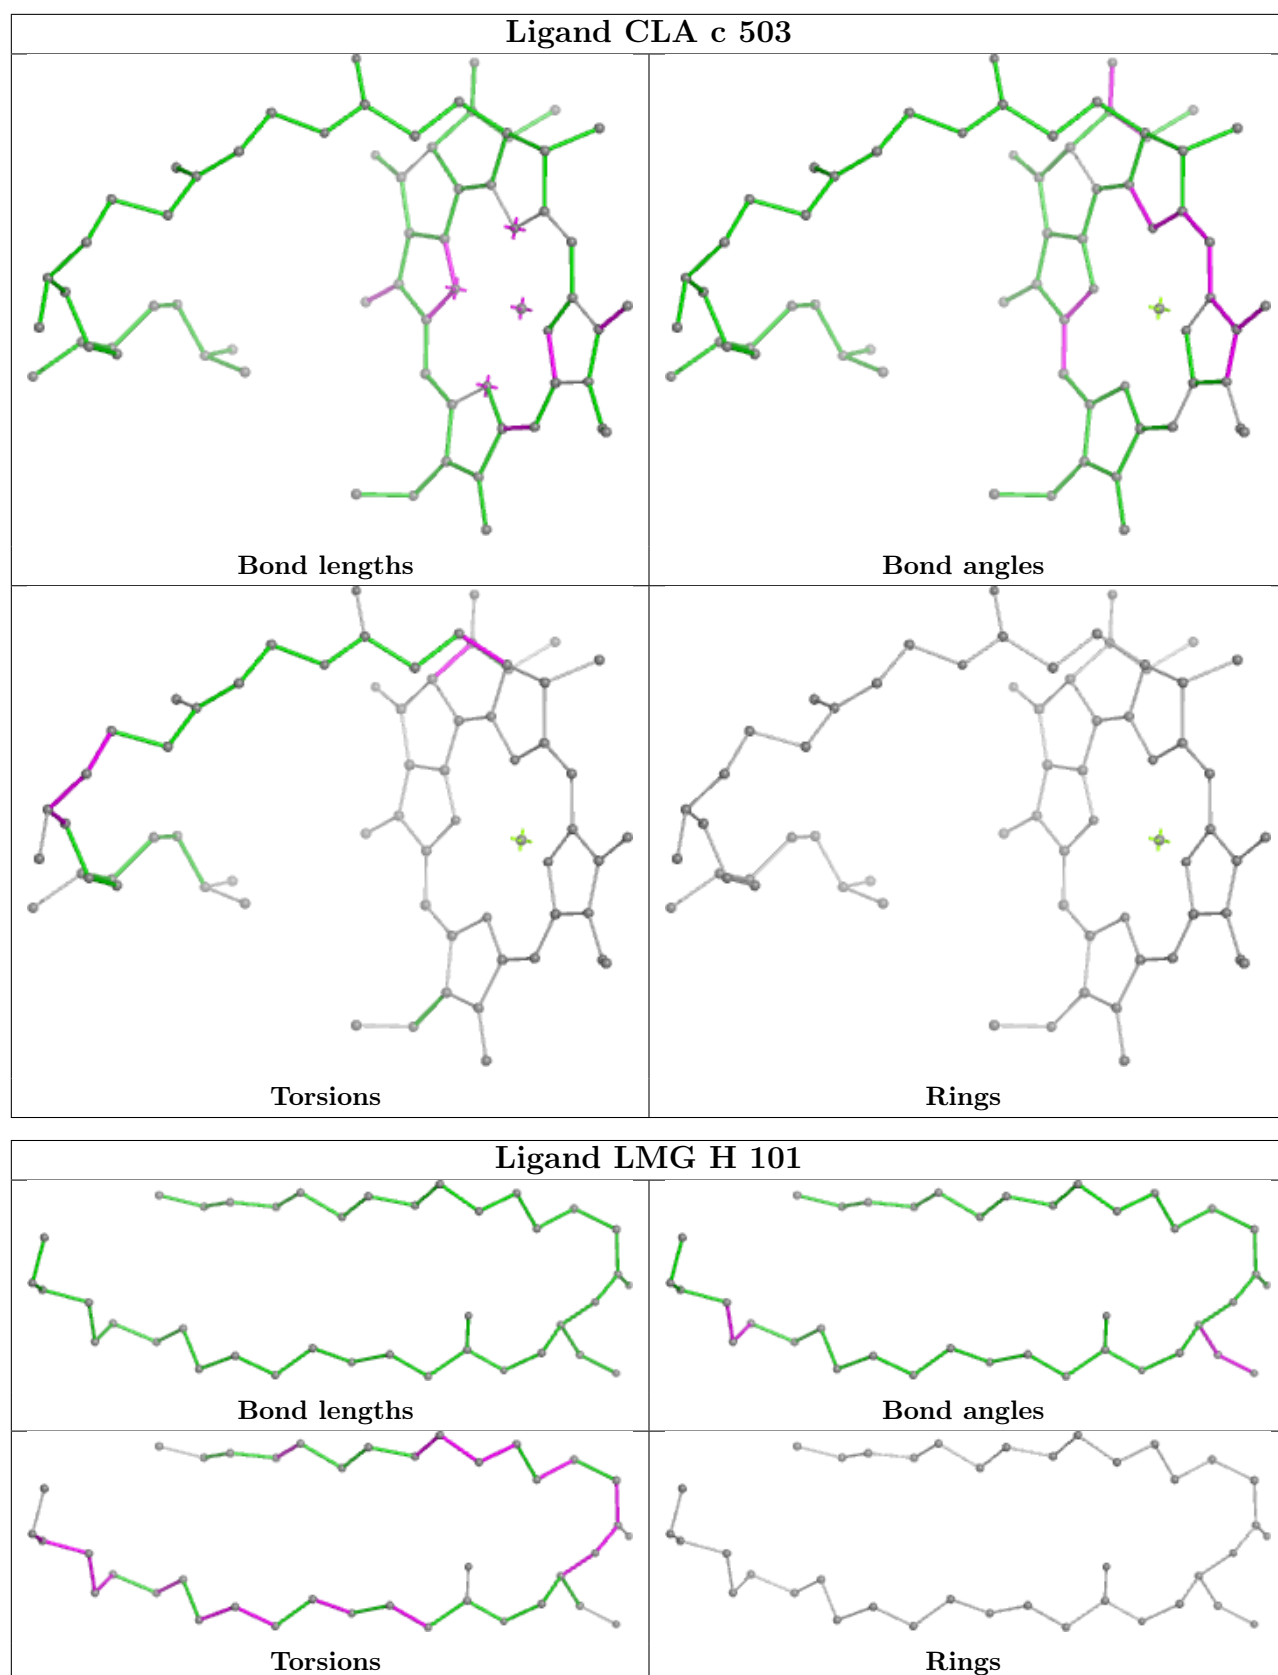 Ligand CLA c 503
Bond lengths
Bond angles
Torsions
Rings
Ligand LMG H 101
Bond lengths
Bond angles
Torsions
Rings